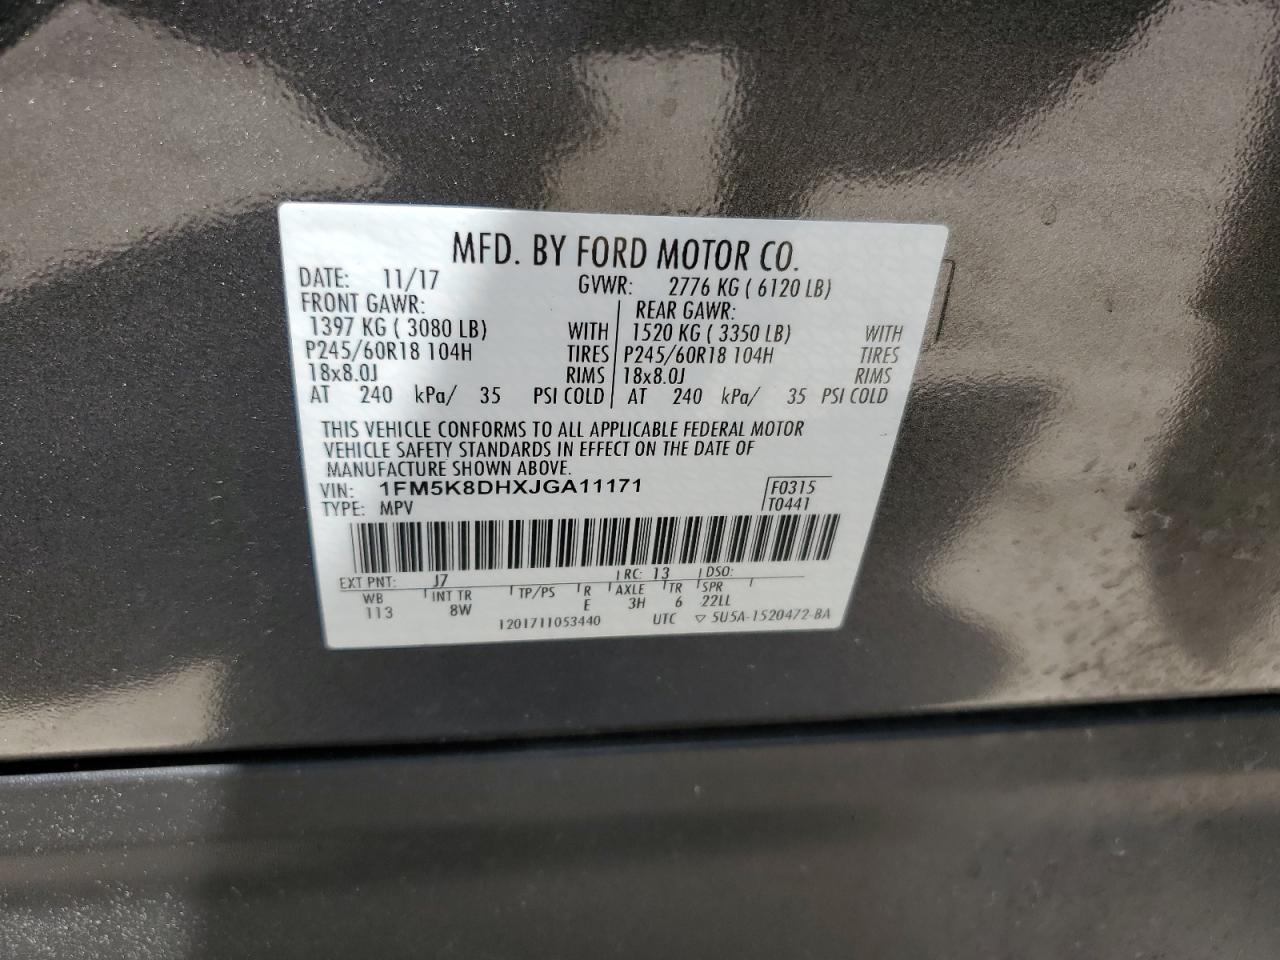 MFD. BY FORD MOTOR CO.
DATE: 11/17 GVWR: 2776 KG ( 6120 LB)
FRONT GAWR: REAR GAWR:
1397 KG ( 3080 LB) WITH 1520 KG ( 3350 LB) WITH
P245/60R18 104H TIRES P245/60R18 104H TIRES
18x8.0J RIMS 18x8.0J RIMS
AT 240 kPa/ 35 PSI COLD AT 240 kPa/ 35 PSI COLD
THIS VEHICLE CONFORMS TO ALL APPLICABLE FEDERAL MOTOR
VEHICLE SAFETY STANDARDS IN EFFECT ON THE DATE OF
MANUFACTURE SHOWN ABOVE.
VIN: 1FM5K8DHXJGA11171 F0315
TYPE: MPV T0441
EXT PNT: J7 RC: 13 DSO:
WB INT TR TP/PS R AXLE TR SPR
113 8W E 3H 6 22LL
1201711053440 UTC ▽ 5U5A-1520472-BA